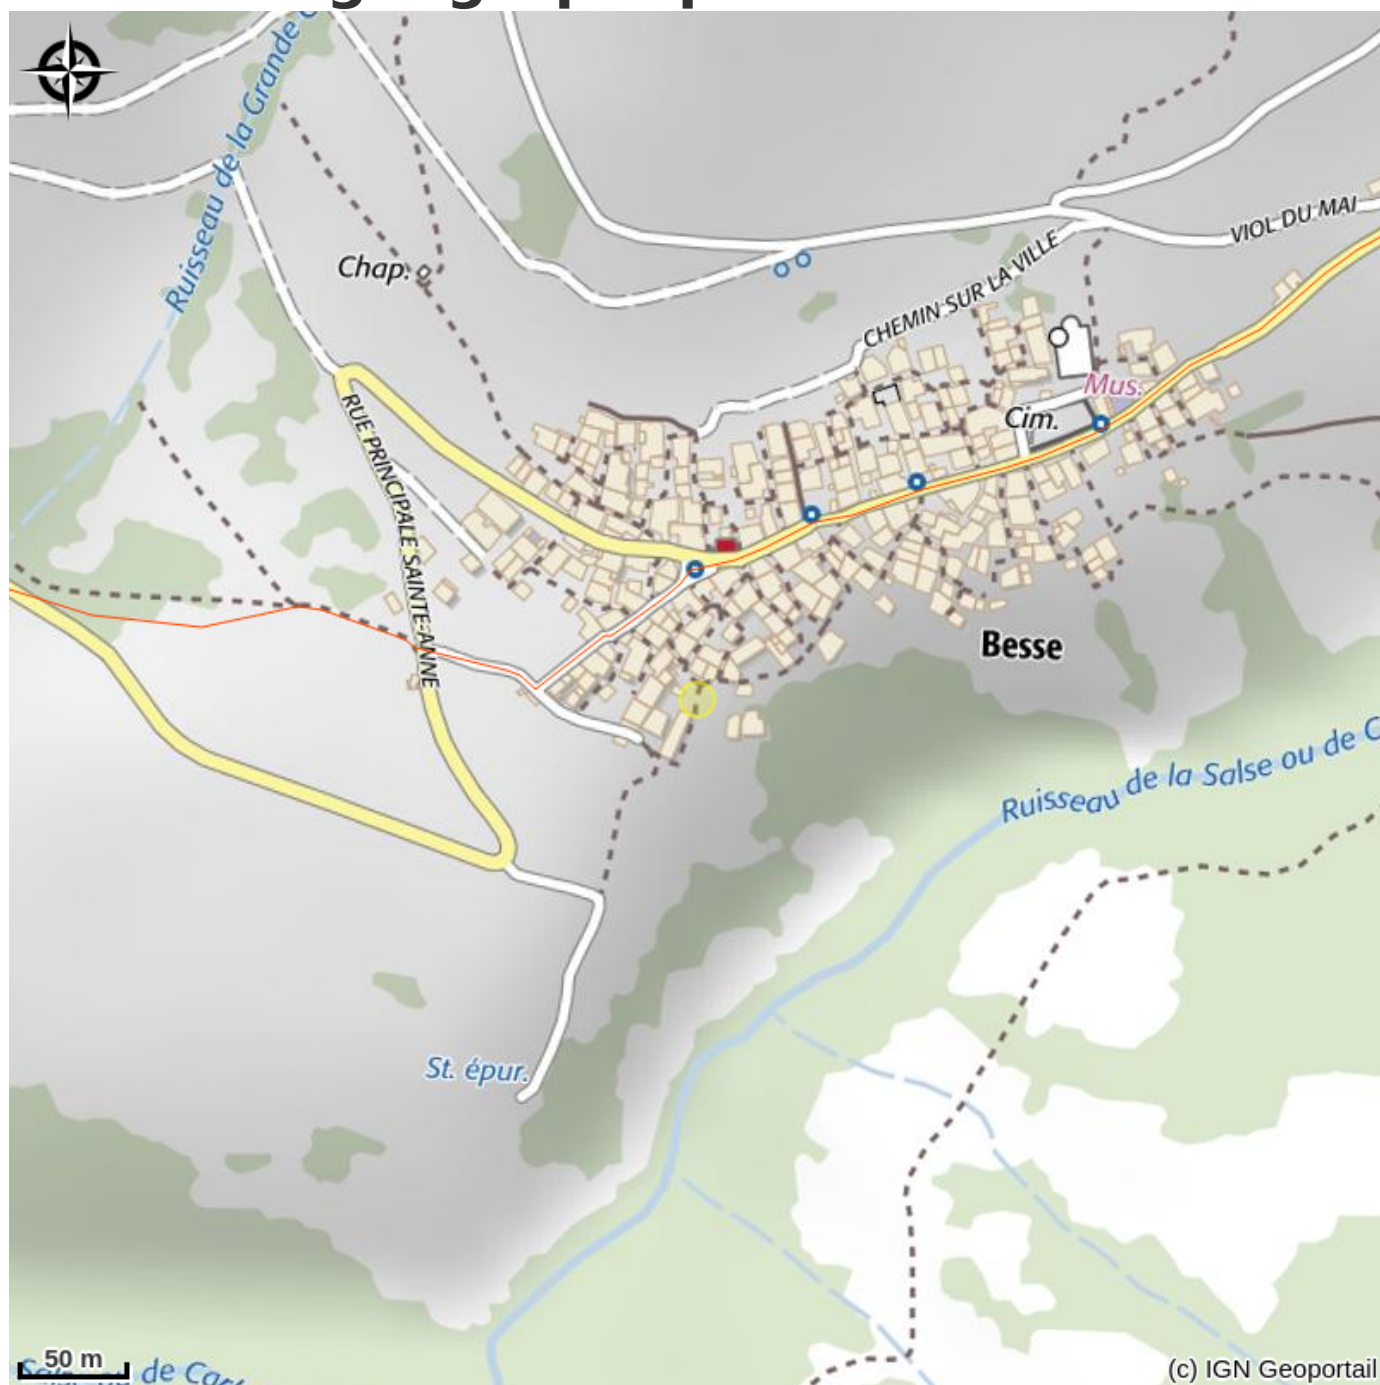 Ruisseau de la Grande
Chap.
VIOL DU MAI
CHEMIN SUR LA VILLE
Mus.
Cim.
RUE PRINCIPALE SAINTE-ANNE
Besse
Ruisseau de la Salse ou de C
St. épur.
50 m
ou de Car
(c) IGN Geoportail